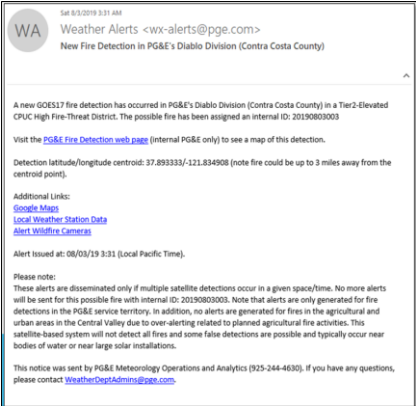 Sat 8/3/2019 3:31 AM
WA
Weather Alerts <wx-alerts@pge.com>
New Fire Detection in PG&E's Diablo Division (Contra Costa County)
A new GOES17 fire detection has occurred in PG&E's Diablo Division (Contra Costa County) in a Tier2-Elevated
CPUC High Fire-Threat District. The possible fire has been assigned an internal ID: 20190803003
Visit the PG&E Fire Detection web page (internal PG&E only) to see a map of this detection.
Detection latitude/longitude centroid: 37.893333/-121.834908 (note fire could be up to 3 miles away from the
centroid point).
Additional Links:
Google Maps
Local Weather Station Data
Alert Wildfire Cameras
Alert Issued at: 08/03/19 3:31 (Local Pacific Time).
Please note:
These alerts are disseminated only if multiple satellite detections occur in a given space/time. No more alerts
will be sent for this possible fire with internal ID: 20190803003. Note that alerts are only generated for fire
detections in the PG&E service territory. In addition, no alerts are generated for fires in the agricultural and
urban areas in the Central Valley due to over-alerting related to planned agricultural fire activities. This
satellite-based system will not detect all fires and some false detections are possible and typically occur near
bodies of water or near large solar installations.
This notice was sent by PG&E Meteorology Operations and Analytics (925-244-4630). If you have any questions,
please contact WeatherDeptAdmins@pge.com.